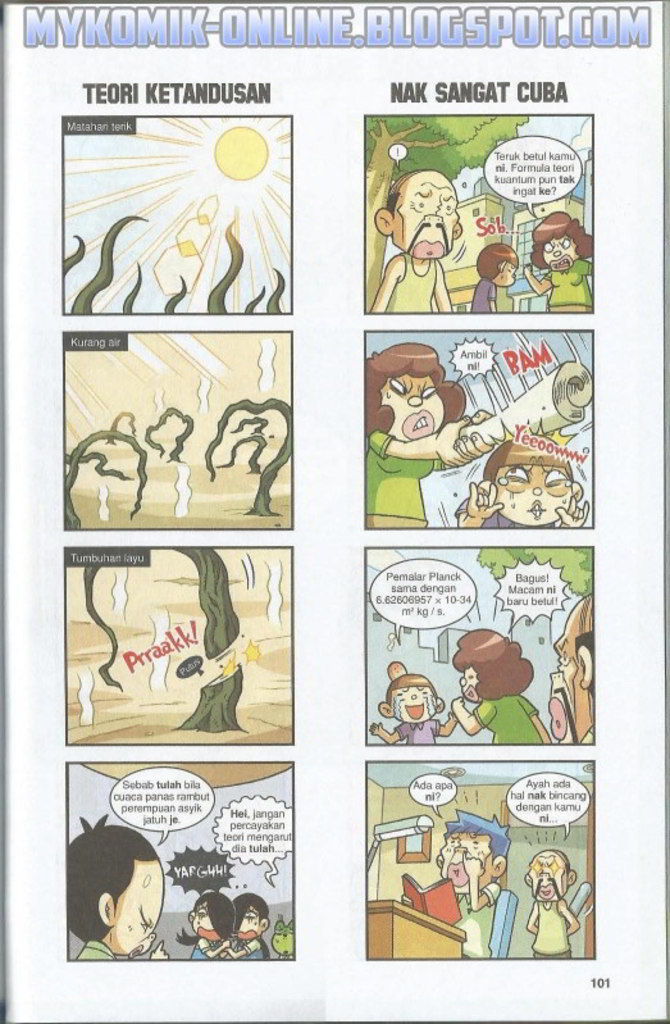 MYKOMIK-ONLINE.BLOGSPOT.COM
TEORI KETANDUSAN
Matahari terik
Kurang air
Tumbuhan layu
Prraakk!
Putus
Sebab tulah bila
cuaca panas rambut
perempuan asyik
jatuh je.
Hei, jangan
percayakan
teori mengarut
dia tulah...
YARGHH!
NAK SANGAT CUBA
!
Teruk betul kamu
ni. Formula teori
kuantum pun tak
ingat ke?
Sob...
Ambil
ni!
BAM
Yeeoowww
Pemalar Planck
sama dengan
6.62606957 × 10-34
m² kg / s.
Bagus!
Macam ni
baru betul!
Ada apa
ni?
Ayah ada
hal nak bincang
dengan kamu
ni...
101